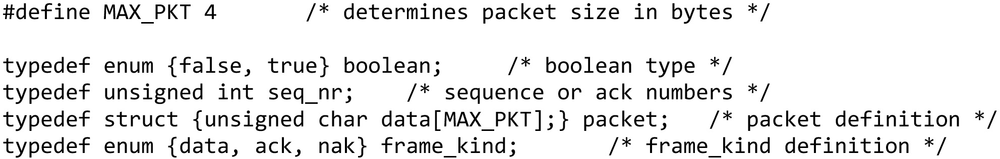 #define MAX_PKT 4       /* determines packet size in bytes */
typedef enum {false, true} boolean;     /* boolean type */
typedef unsigned int seq_nr;    /* sequence or ack numbers */
typedef struct {unsigned char data[MAX_PKT];} packet;   /* packet definition */
typedef enum {data, ack, nak} frame_kind;       /* frame_kind definition */